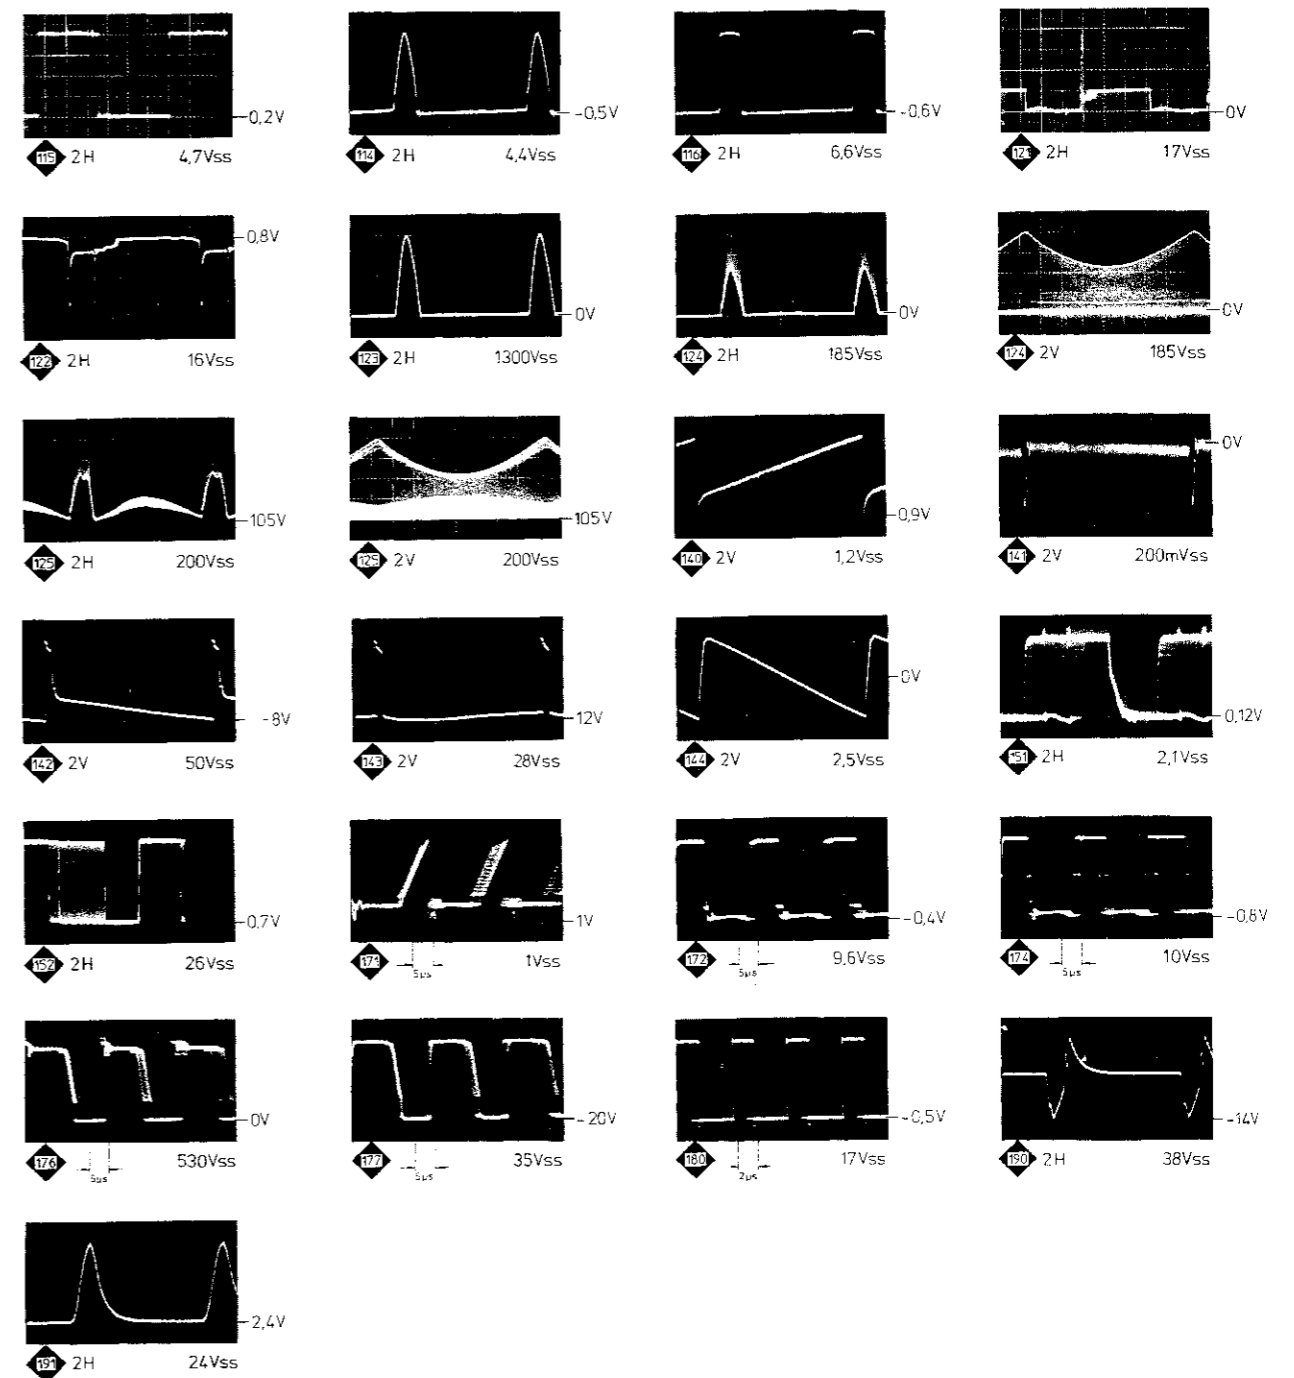 -0,2V
115 2H 4,7Vss
-0,5V
114 2H 4,4Vss
-0,6V
116 2H 6,6Vss
0V
121 2H 17Vss
0,8V
122 2H 16Vss
0V
123 2H 1300Vss
0V
124 2H 185Vss
0V
124 2V 185Vss
105V
125 2H 200Vss
105V
125 2V 200Vss
0,9V
140 2V 1,2Vss
0V
141 2V 200mVss
-8V
142 2V 50Vss
12V
143 2V 28Vss
0V
144 2V 2,5Vss
0,12V
151 2H 2,1Vss
0,7V
152 2H 26Vss
1V
171 1Vss
5µs
-0,4V
172 9,6Vss
5µs
-0,8V
174 10Vss
5µs
0V
176 530Vss
5µs
-20V
177 35Vss
5µs
-0,5V
180 17Vss
2µs
-14V
190 2H 38Vss
2,4V
191 2H 24Vss